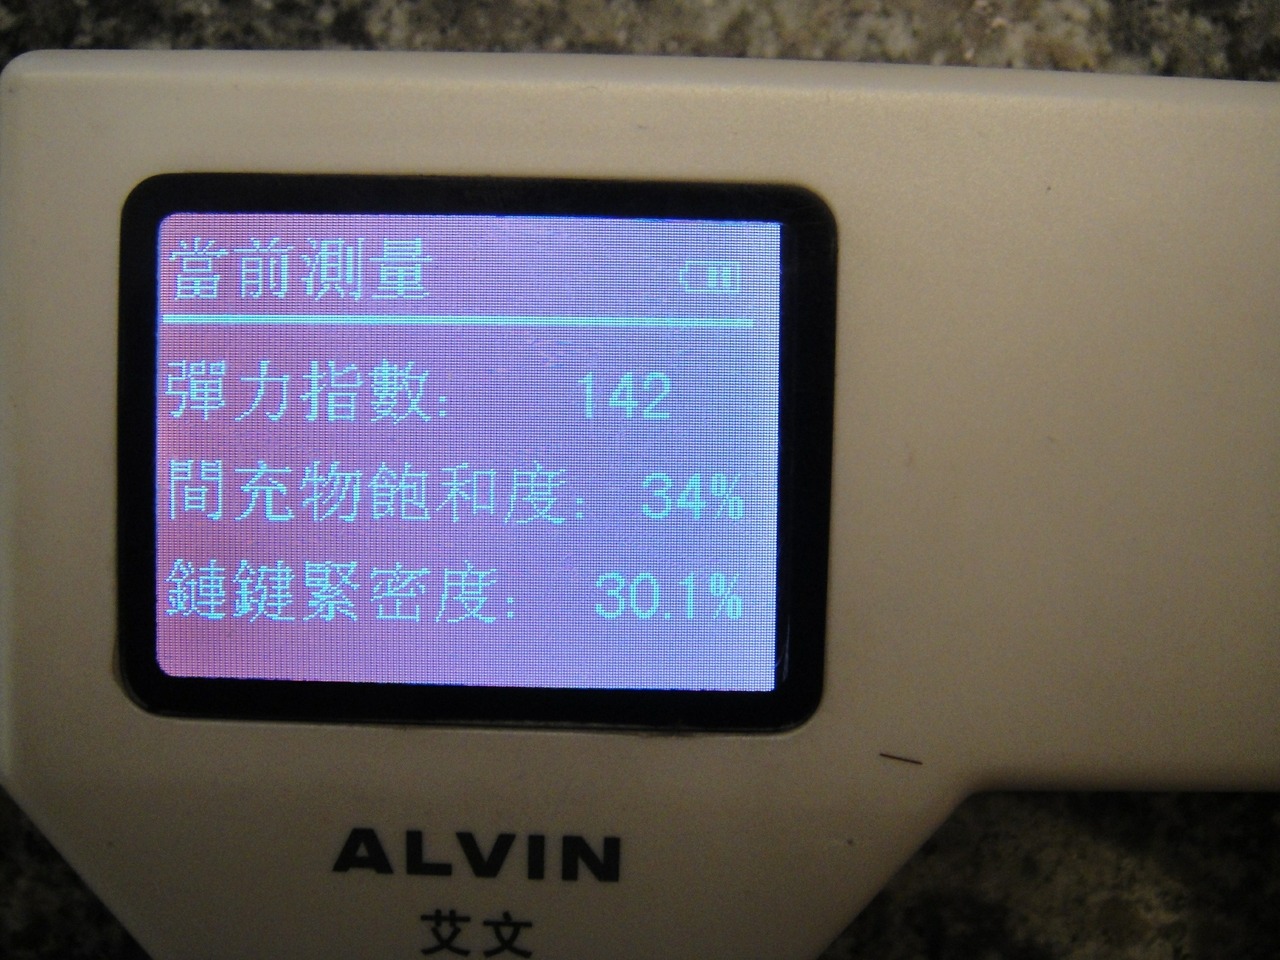 當前測量
彈力指數: 142
間充物飽和度: 34%
鏈鍵緊密度: 30.1%
ALVIN
艾文